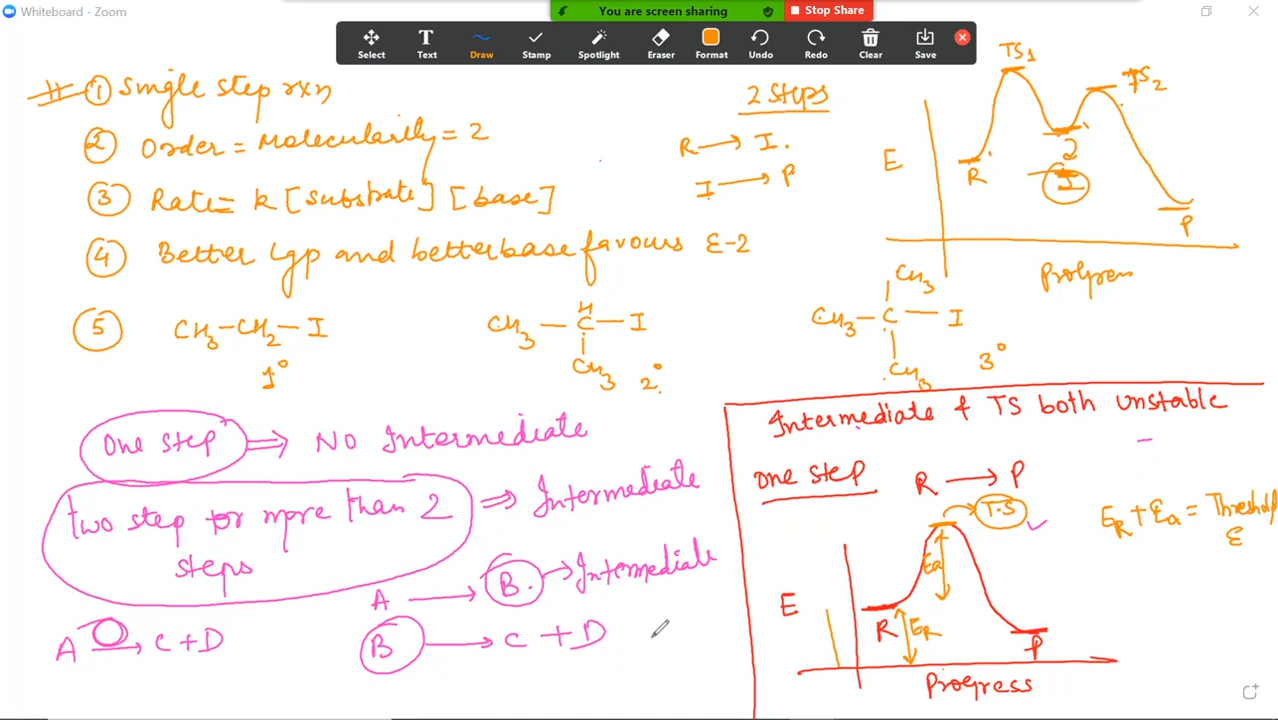 Whiteboard - Zoom
You are screen sharing
Stop Share
Select Text Draw Stamp Spotlight Eraser Format Undo Redo Clear Save
① Single step rxn
② Order = Molecularity = 2
③ Rate = k [substrate] [base]
④ Better Lgp and better base favours E-2
⑤ CH3-CH2-I
1°
H
CH3-C-I
CH3
2°
CH3
CH3-C-I
CH3
3°
2 Steps
R → I.
I → P
TS1
TS2
E
R
2
I
P
Progress
One step ⇒ NO Intermediate
two step or more than 2 ⇒ Intermediate
steps
A → B. → Intermediate
A → C + D
B → C + D
Intermediate & TS both unstable
One step
R → P
T.S
ER + Ea = Threshold
E
E
Ea
R
ER
P
Progress